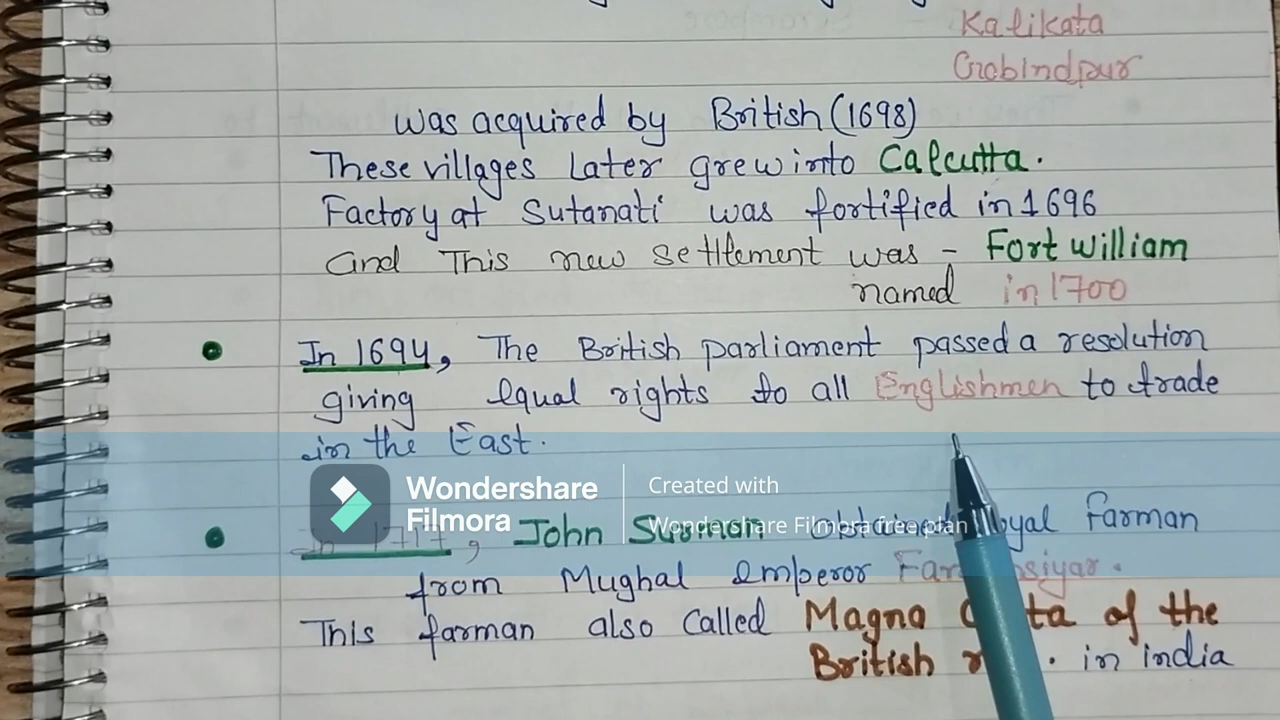 Kalikata
Gobindpur
was acquired by British (1698)
These villages Later grew into Calcutta.
Factory at Sutanati was fortified in 1696
and This new settlement was - Fort William
named in 1700
In 1694, The British parliament passed a resolution
giving equal rights to all Englishmen to trade
in the East.
Wondershare
Filmora
Created with
Wondershare Filmora free plan
In 1717, John Surman farman
from Mughal emperor
This farman also called Magna of the
British in india